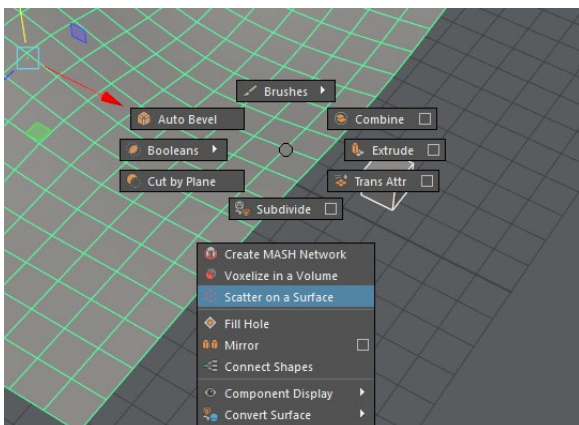 Brushes
Auto Bevel
Combine
Booleans
Extrude
Cut by Plane
Trans Attr
Subdivide
Create MASH Network
Voxelize in a Volume
Scatter on a Surface
Fill Hole
Mirror
Connect Shapes
Component Display
Convert Surface